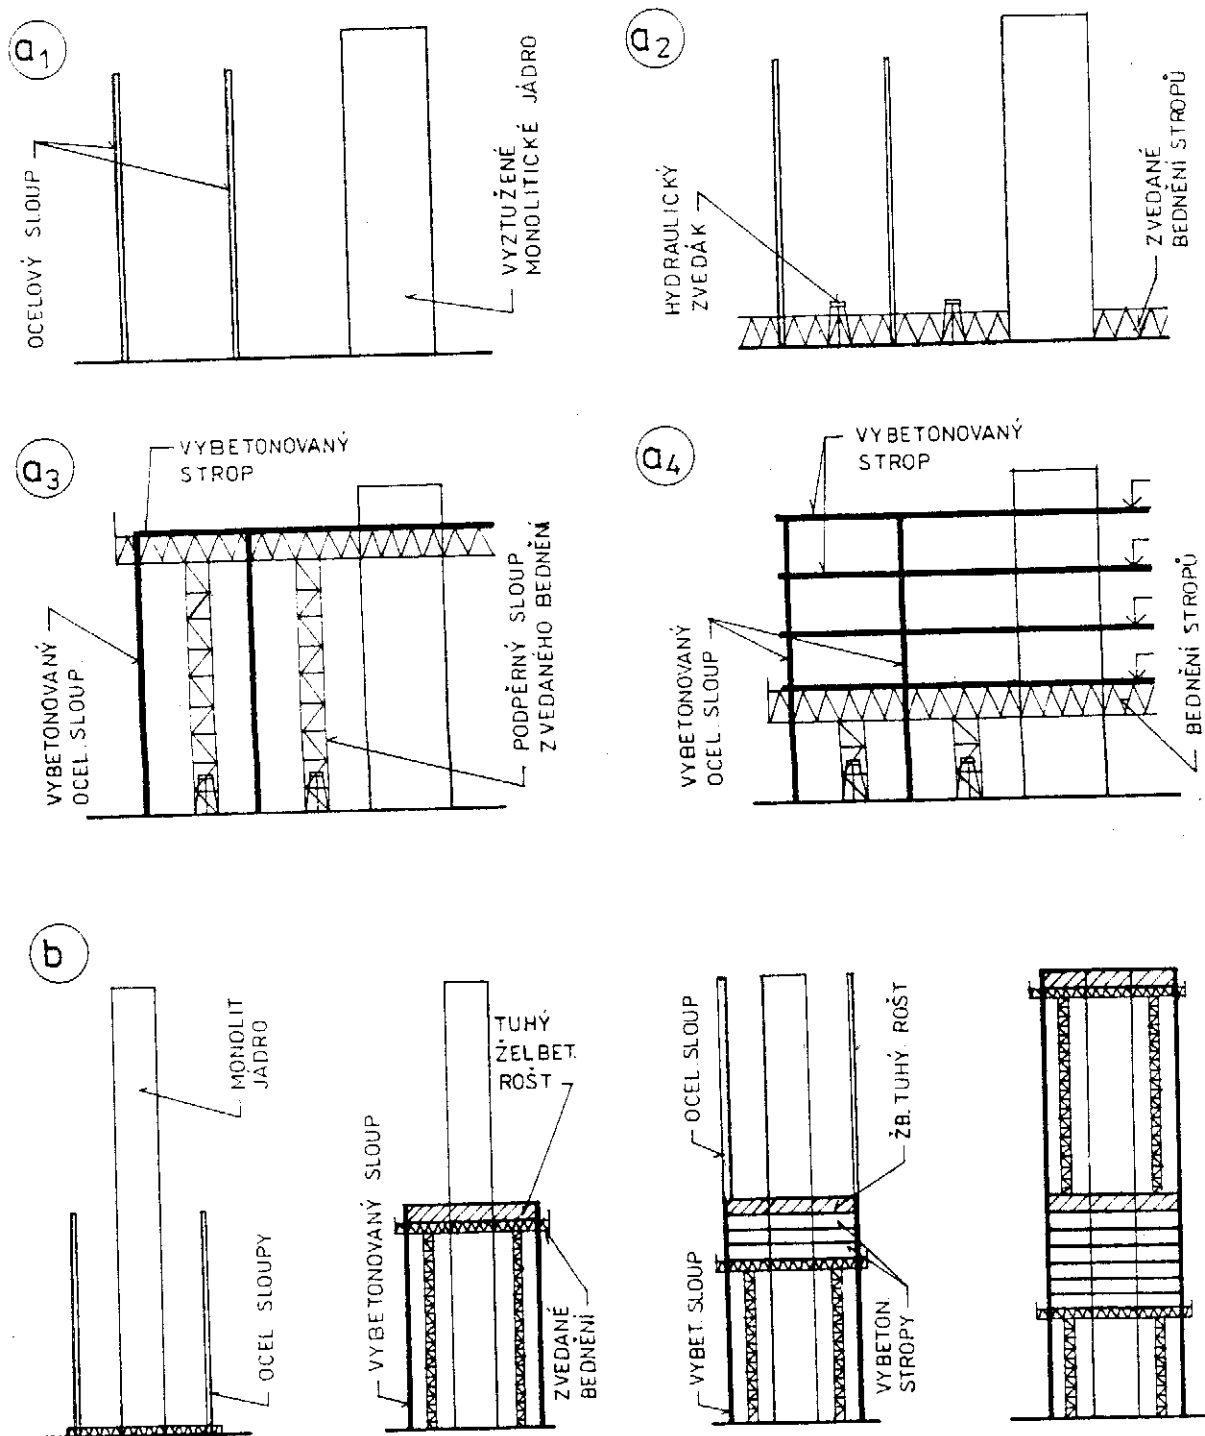 a1
OCELOVÝ SLOUP
VYZTUŽENÉ
MONOLITICKÉ JÁDRO
a2
HYDRAULICKÝ
ZVEDÁK
ZVEDANÉ
BEDNĚNÍ STROPŮ
a3
VYBETONOVANÝ
STROP
VYBETONOVANÝ
OCEL. SLOUP
PODPĚRNÝ SLOUP
ZVEDANÉHO BEDNĚNÍ
a4
VYBETONOVANÝ
STROP
VYBETONOVANÝ
OCEL. SLOUP
BEDNĚNÍ STROPŮ
b
MONOLIT
JÁDRO
OCEL SLOUPY
TUHÝ
ŽELBET.
ROŠT
VYBETONOVANÝ SLOUP
ZVEDANÉ
BEDNĚNÍ
OCEL SLOUP
ŽB. TUHÝ. ROŠT
VYBET. SLOUP
VYBETON.
STROPY